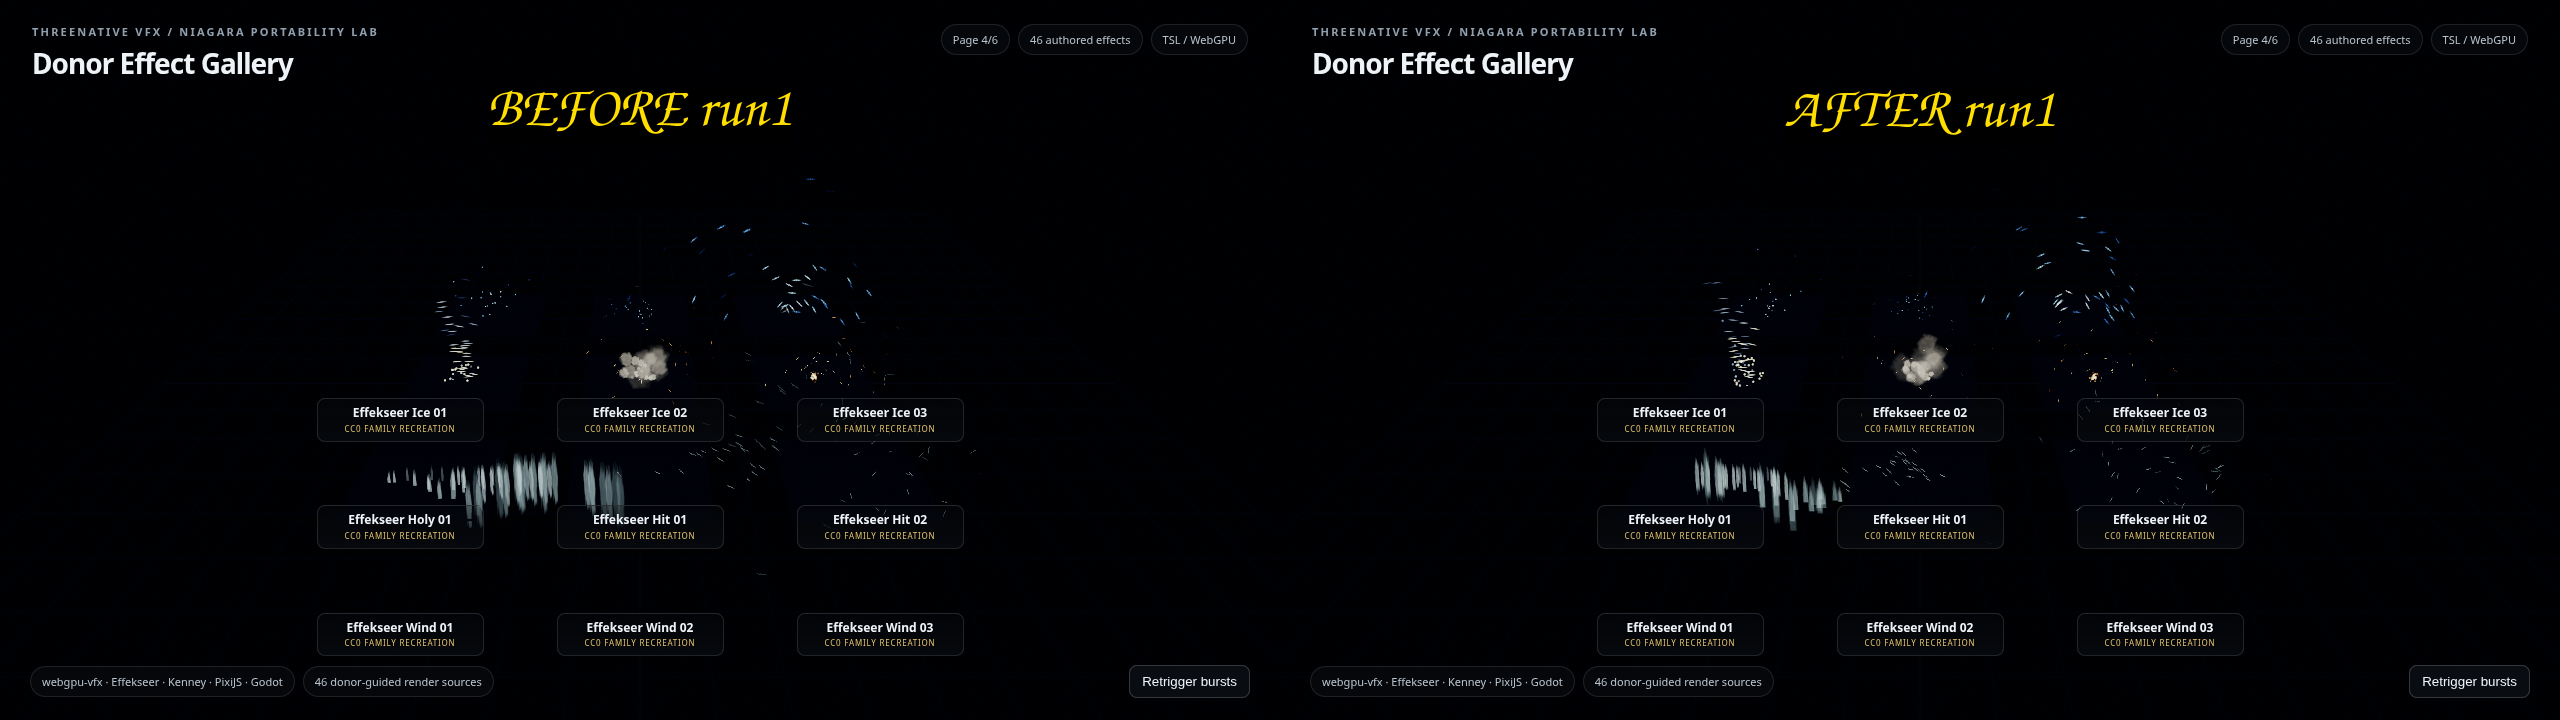 THREENATIVE VFX / NIAGARA PORTABILITY LAB
Donor Effect Gallery
Page 4/6
46 authored effects
TSL / WebGPU
BEFORE run1
Effekseer Ice 01
CC0 FAMILY RECREATION
Effekseer Ice 02
CC0 FAMILY RECREATION
Effekseer Ice 03
CC0 FAMILY RECREATION
Effekseer Holy 01
CC0 FAMILY RECREATION
Effekseer Hit 01
CC0 FAMILY RECREATION
Effekseer Hit 02
CC0 FAMILY RECREATION
Effekseer Wind 01
CC0 FAMILY RECREATION
Effekseer Wind 02
CC0 FAMILY RECREATION
Effekseer Wind 03
CC0 FAMILY RECREATION
webgpu-vfx · Effekseer · Kenney · PixiJS · Godot
46 donor-guided render sources
Retrigger bursts
THREENATIVE VFX / NIAGARA PORTABILITY LAB
Donor Effect Gallery
Page 4/6
46 authored effects
TSL / WebGPU
AFTER run1
Effekseer Ice 01
CC0 FAMILY RECREATION
Effekseer Ice 02
CC0 FAMILY RECREATION
Effekseer Ice 03
CC0 FAMILY RECREATION
Effekseer Holy 01
CC0 FAMILY RECREATION
Effekseer Hit 01
CC0 FAMILY RECREATION
Effekseer Hit 02
CC0 FAMILY RECREATION
Effekseer Wind 01
CC0 FAMILY RECREATION
Effekseer Wind 02
CC0 FAMILY RECREATION
Effekseer Wind 03
CC0 FAMILY RECREATION
webgpu-vfx · Effekseer · Kenney · PixiJS · Godot
46 donor-guided render sources
Retrigger bursts